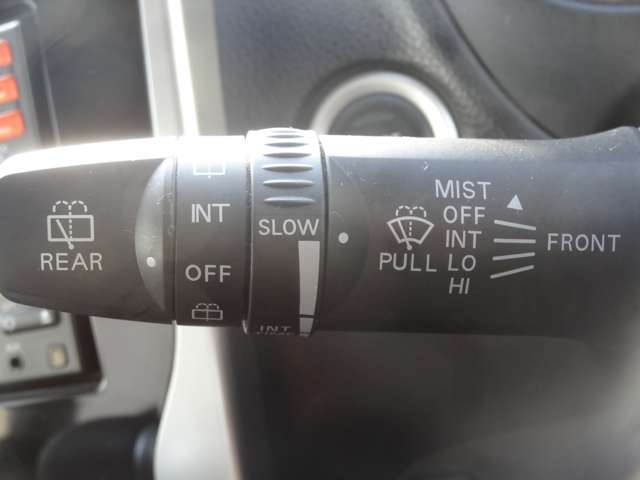 REAR
INT
OFF
SLOW
INT
PULL
MIST
OFF
INT
LO
HI
FRONT